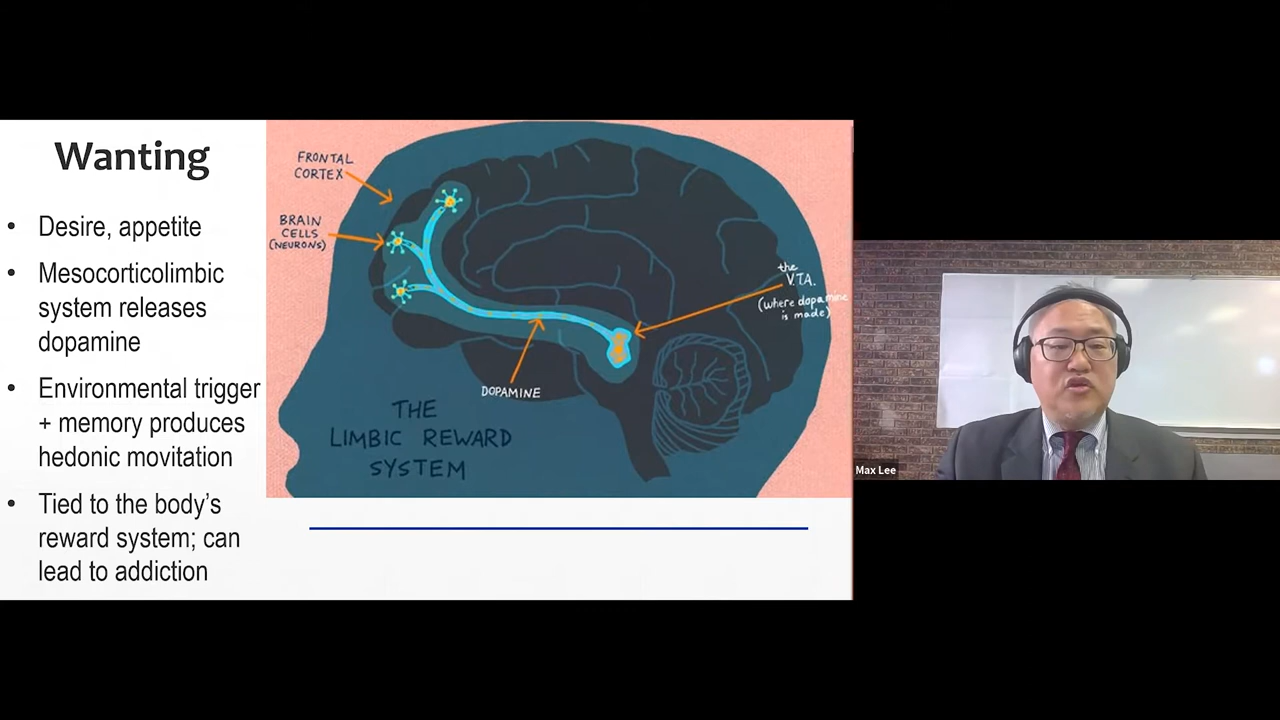 Wanting
• Desire, appetite
• Mesocorticolimbic
system releases
dopamine
• Environmental trigger
+ memory produces
hedonic movitation
• Tied to the body's
reward system; can
lead to addiction
FRONTAL
CORTEX
BRAIN
CELLS
(NEURONS)
the
V.T.A.
(where dopamine
is made)
DOPAMINE
THE
LIMBIC REWARD
SYSTEM
Max Lee